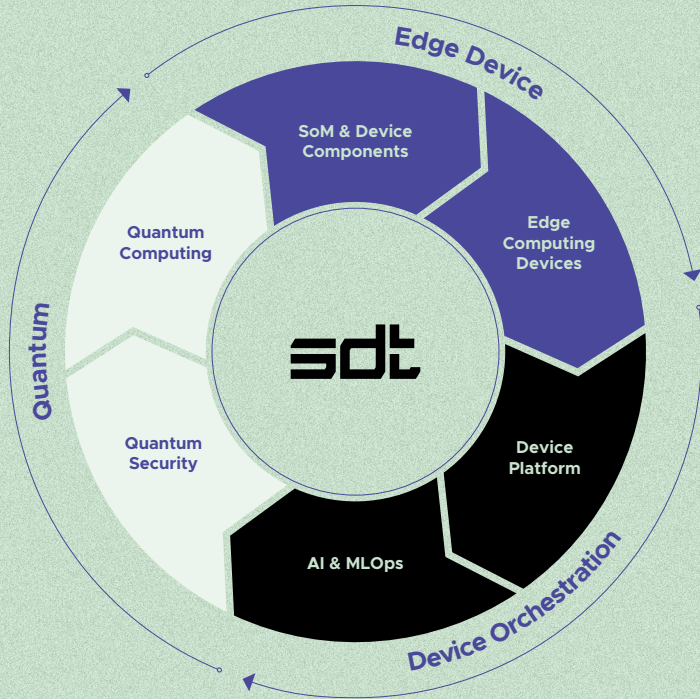 Edge Device
SoM & Device
Components
Edge
Computing
Devices
Quantum
Computing
Quantum
sdt
Quantum
Security
Device
Platform
AI & MLOps
Device Orchestration